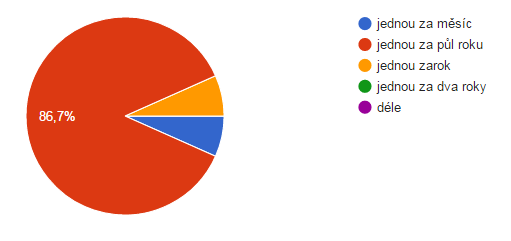 86,7%
jednou za měsíc
jednou za půl roku
jednou zarok
jednou za dva roky
déle